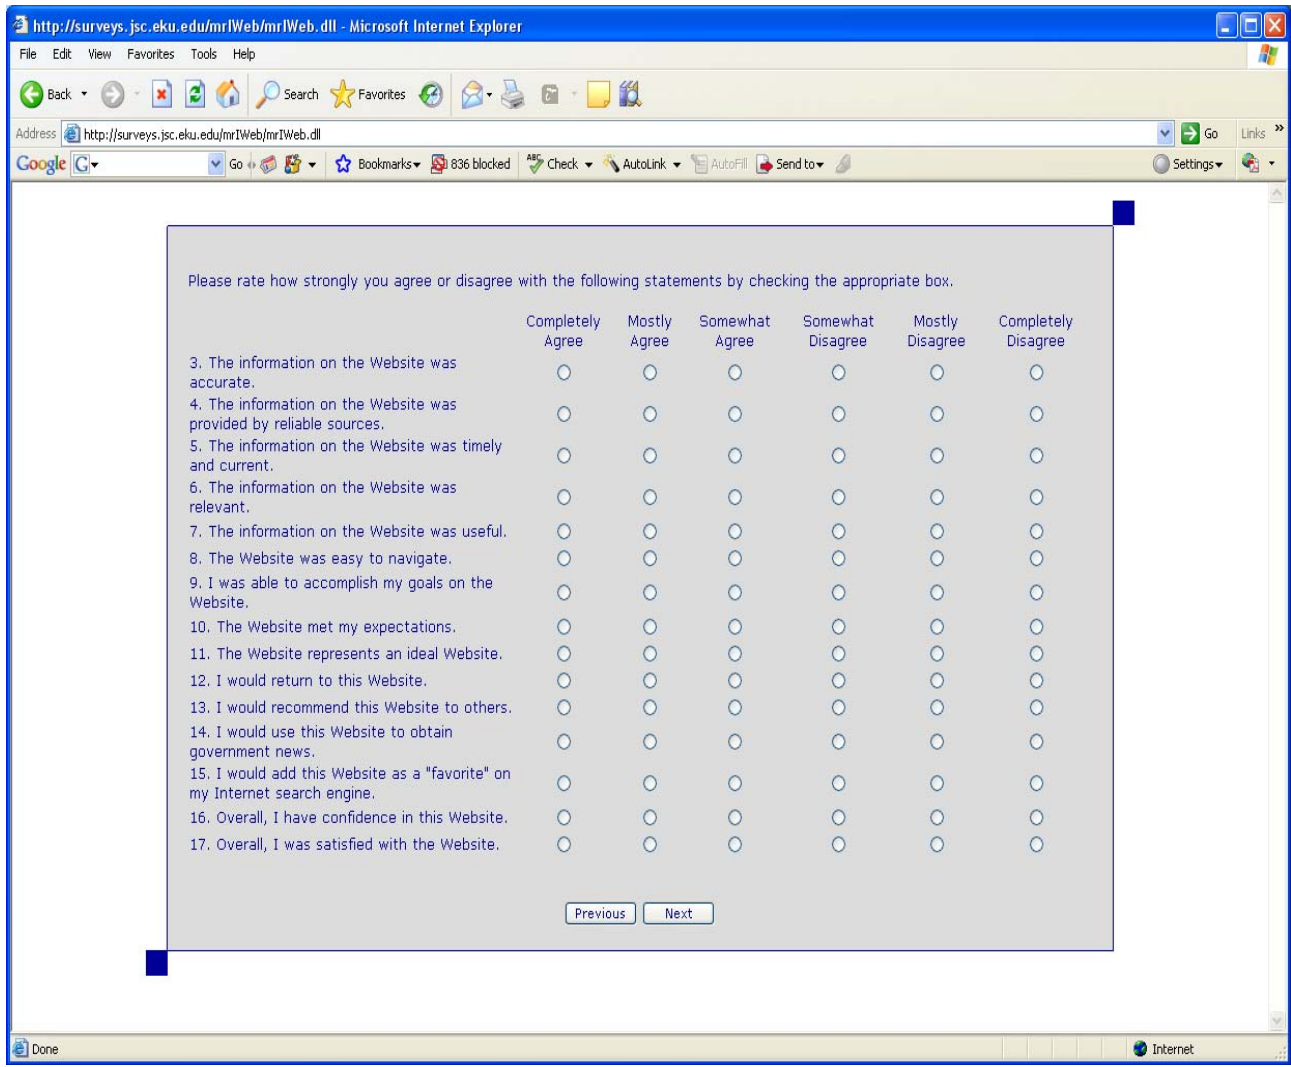 http://surveys.jsc.eku.edu/mrIWeb/mrIWeb.dll - Microsoft Internet Explorer
File Edit View Favorites Tools Help
Back Search Favorites
Address http://surveys.jsc.eku.edu/mrIWeb/mrIWeb.dll Go Links »
Google G Go Bookmarks 836 blocked ABC Check AutoLink AutoFill Send to Settings
Please rate how strongly you agree or disagree with the following statements by checking the appropriate box.
Completely Mostly Somewhat Somewhat Mostly Completely
Agree Agree Agree Disagree Disagree Disagree
3. The information on the Website was
accurate.
4. The information on the Website was
provided by reliable sources.
5. The information on the Website was timely
and current.
6. The information on the Website was
relevant.
7. The information on the Website was useful.
8. The Website was easy to navigate.
9. I was able to accomplish my goals on the
Website.
10. The Website met my expectations.
11. The Website represents an ideal Website.
12. I would return to this Website.
13. I would recommend this Website to others.
14. I would use this Website to obtain
government news.
15. I would add this Website as a "favorite" on
my Internet search engine.
16. Overall, I have confidence in this Website.
17. Overall, I was satisfied with the Website.
Previous Next
Done Internet